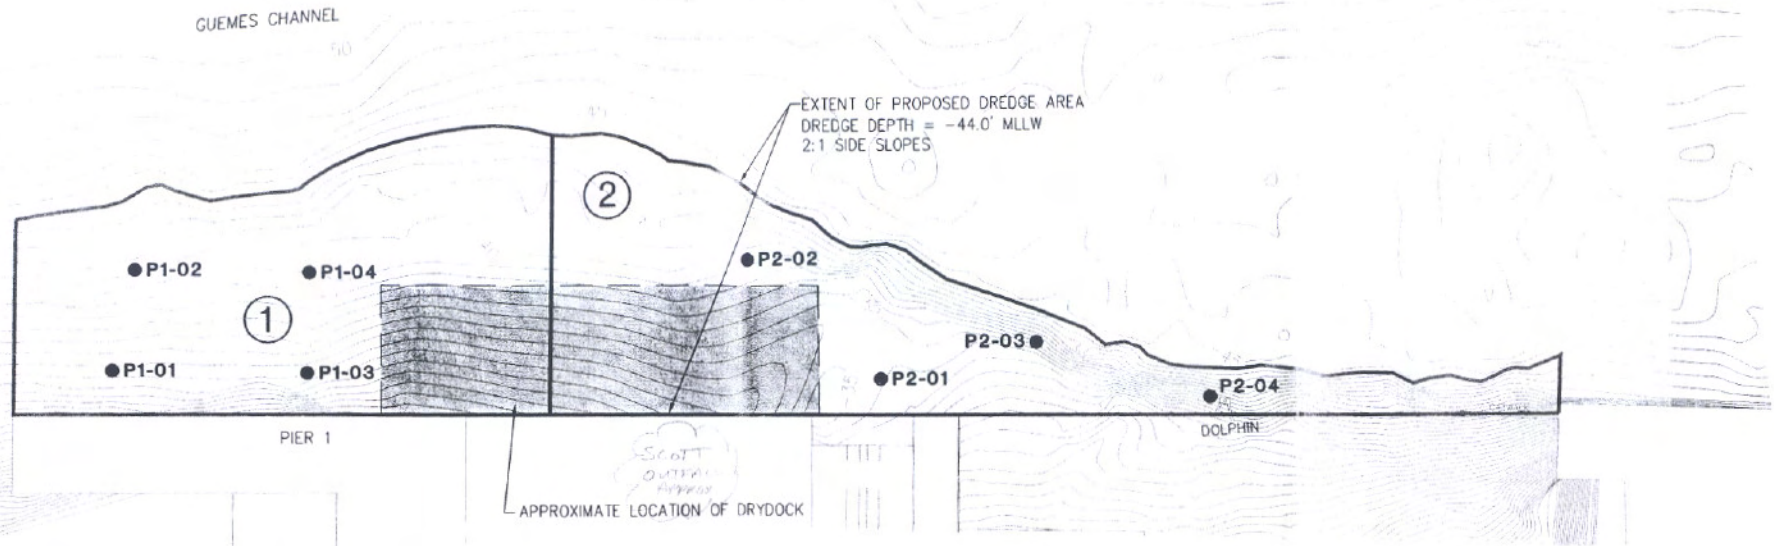 GUEMES CHANNEL
50
EXTENT OF PROPOSED DREDGE AREA
DREDGE DEPTH = -44.0' MLLW
2:1 SIDE SLOPES
2
P1-02
P1-04
P2-02
1
P2-03
P1-01
P1-03
P2-01
P2-04
PIER 1
DOLPHIN
SCOTT
OUTFALL
APPROX
APPROXIMATE LOCATION OF DRYDOCK